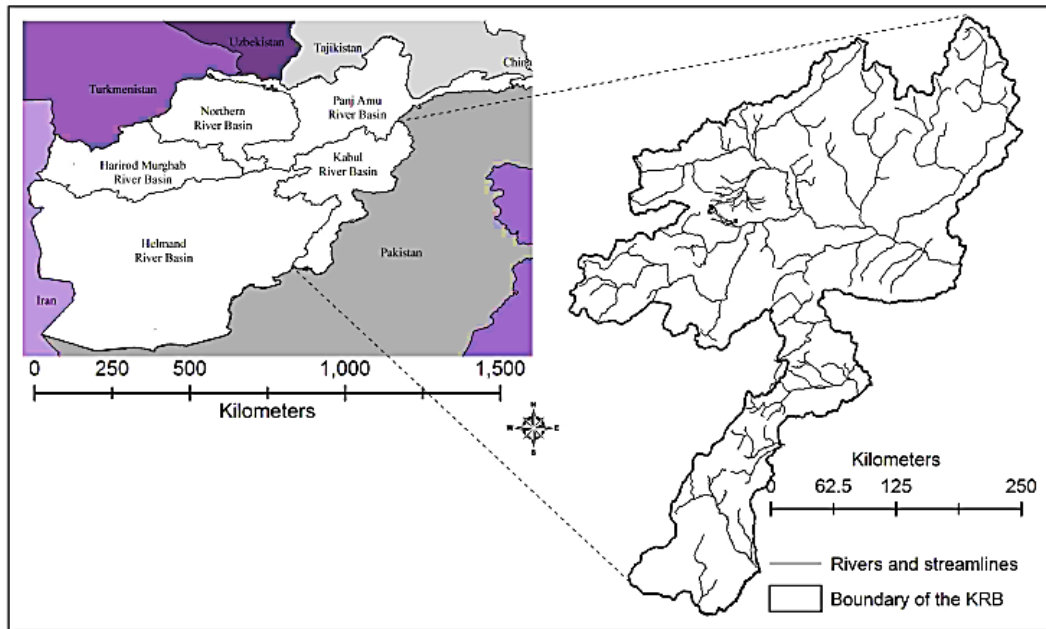 Uzbekistan
Tajikistan
China
Turkmenistan
Northern
River Basin
Panj Amu
River Basin
Harirod Murghab
River Basin
Kabul
River Basin
Helmand
River Basin
Pakistan
Iran
0 250 500 1,000 1,500
Kilometers
N
W E
S
Kilometers
0 62.5 125 250
Rivers and streamlines
Boundary of the KRB